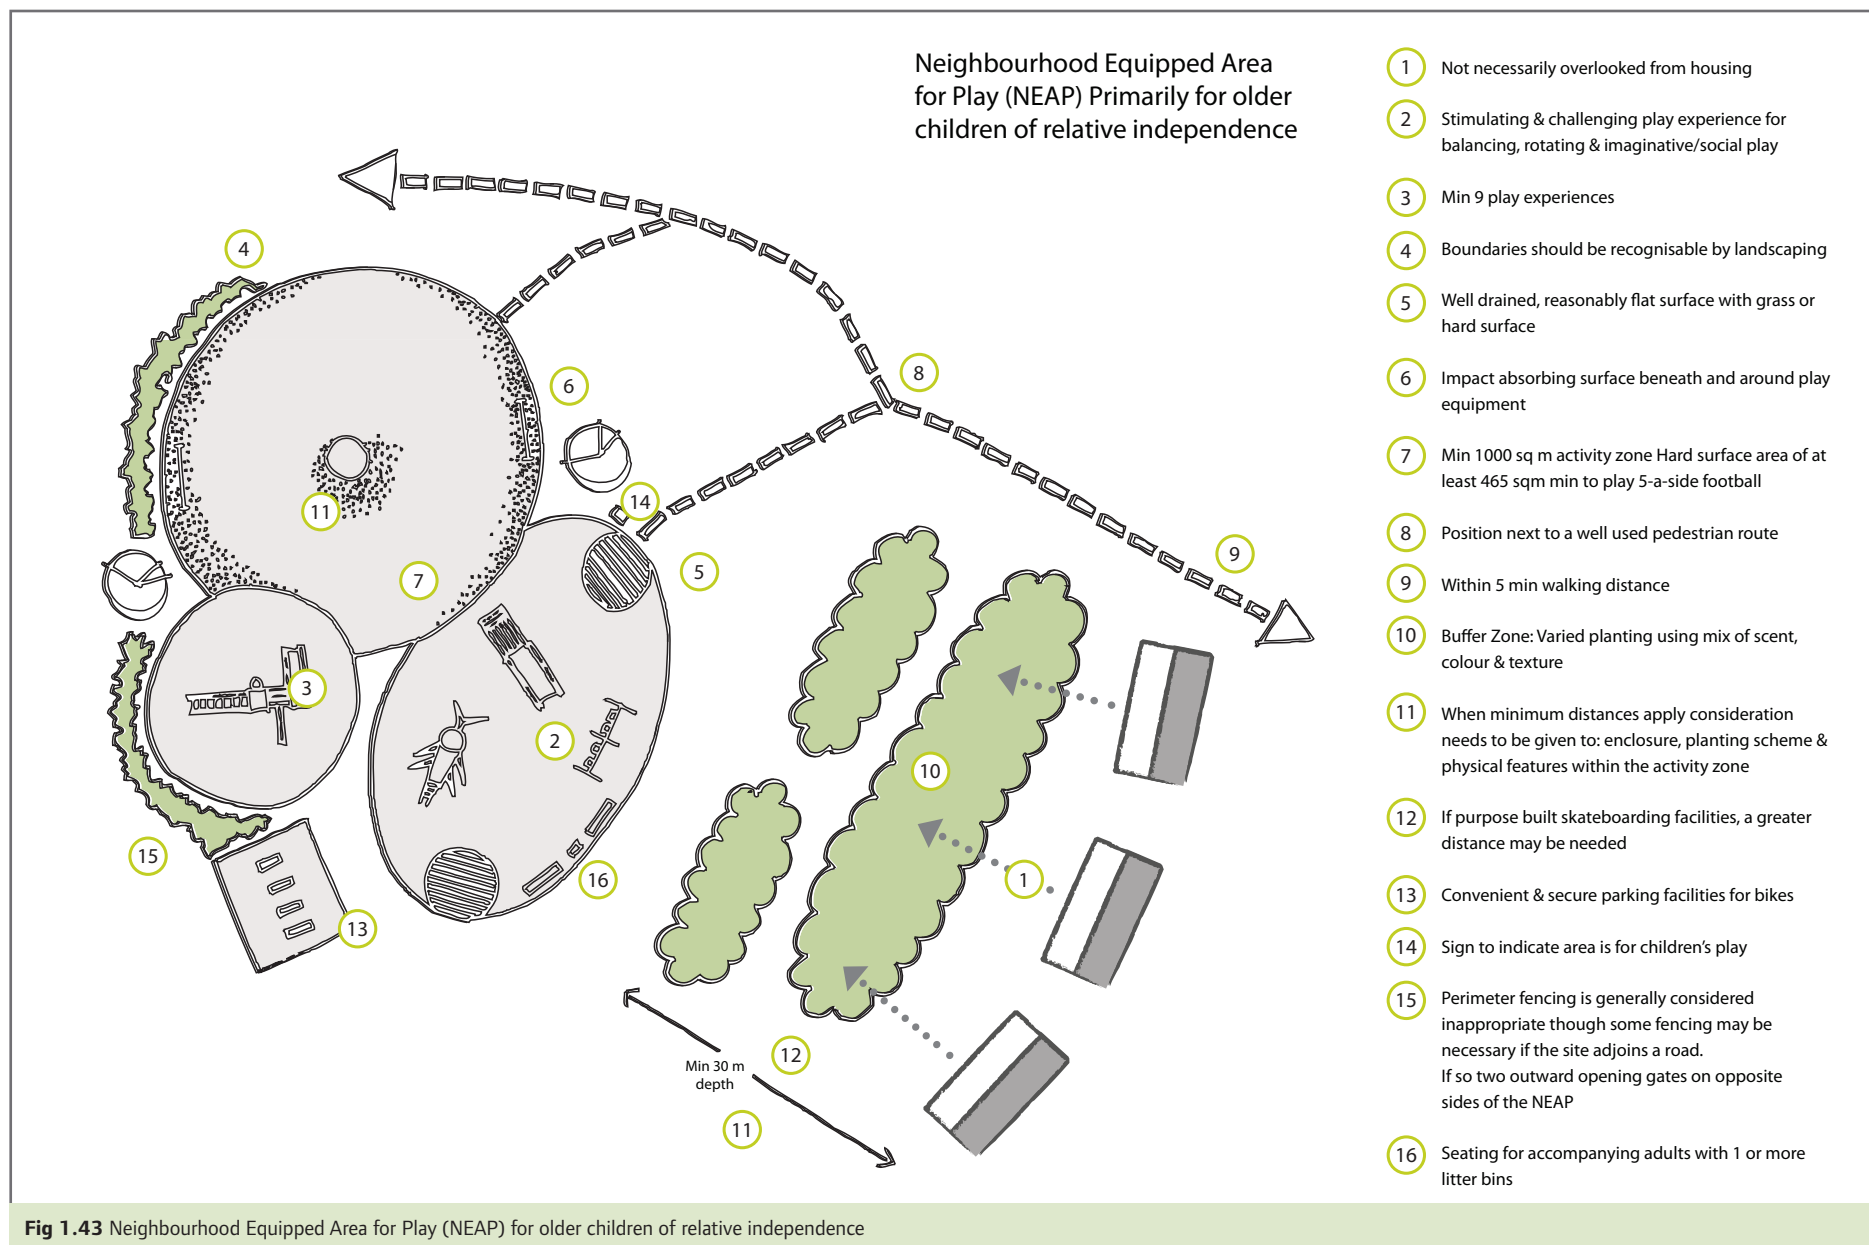 Neighbourhood Equipped Area
for Play (NEAP) Primarily for older
children of relative independence
1 Not necessarily overlooked from housing
2 Stimulating & challenging play experience for
balancing, rotating & imaginative/social play
3 Min 9 play experiences
4 Boundaries should be recognisable by landscaping
5 Well drained, reasonably flat surface with grass or
hard surface
6 Impact absorbing surface beneath and around play
equipment
7 Min 1000 sq m activity zone Hard surface area of at
least 465 sqm min to play 5-a-side football
8 Position next to a well used pedestrian route
9 Within 5 min walking distance
10 Buffer Zone: Varied planting using mix of scent,
colour & texture
11 When minimum distances apply consideration
needs to be given to: enclosure, planting scheme &
physical features within the activity zone
12 If purpose built skateboarding facilities, a greater
distance may be needed
13 Convenient & secure parking facilities for bikes
14 Sign to indicate area is for children's play
15 Perimeter fencing is generally considered
inappropriate though some fencing may be
necessary if the site adjoins a road.
If so two outward opening gates on opposite
sides of the NEAP
16 Seating for accompanying adults with 1 or more
litter bins
4
6
8
14
11
9
5
7
3
2
10
15
16
1
13
12
Min 30 m
depth
11
Fig 1.43 Neighbourhood Equipped Area for Play (NEAP) for older children of relative independence